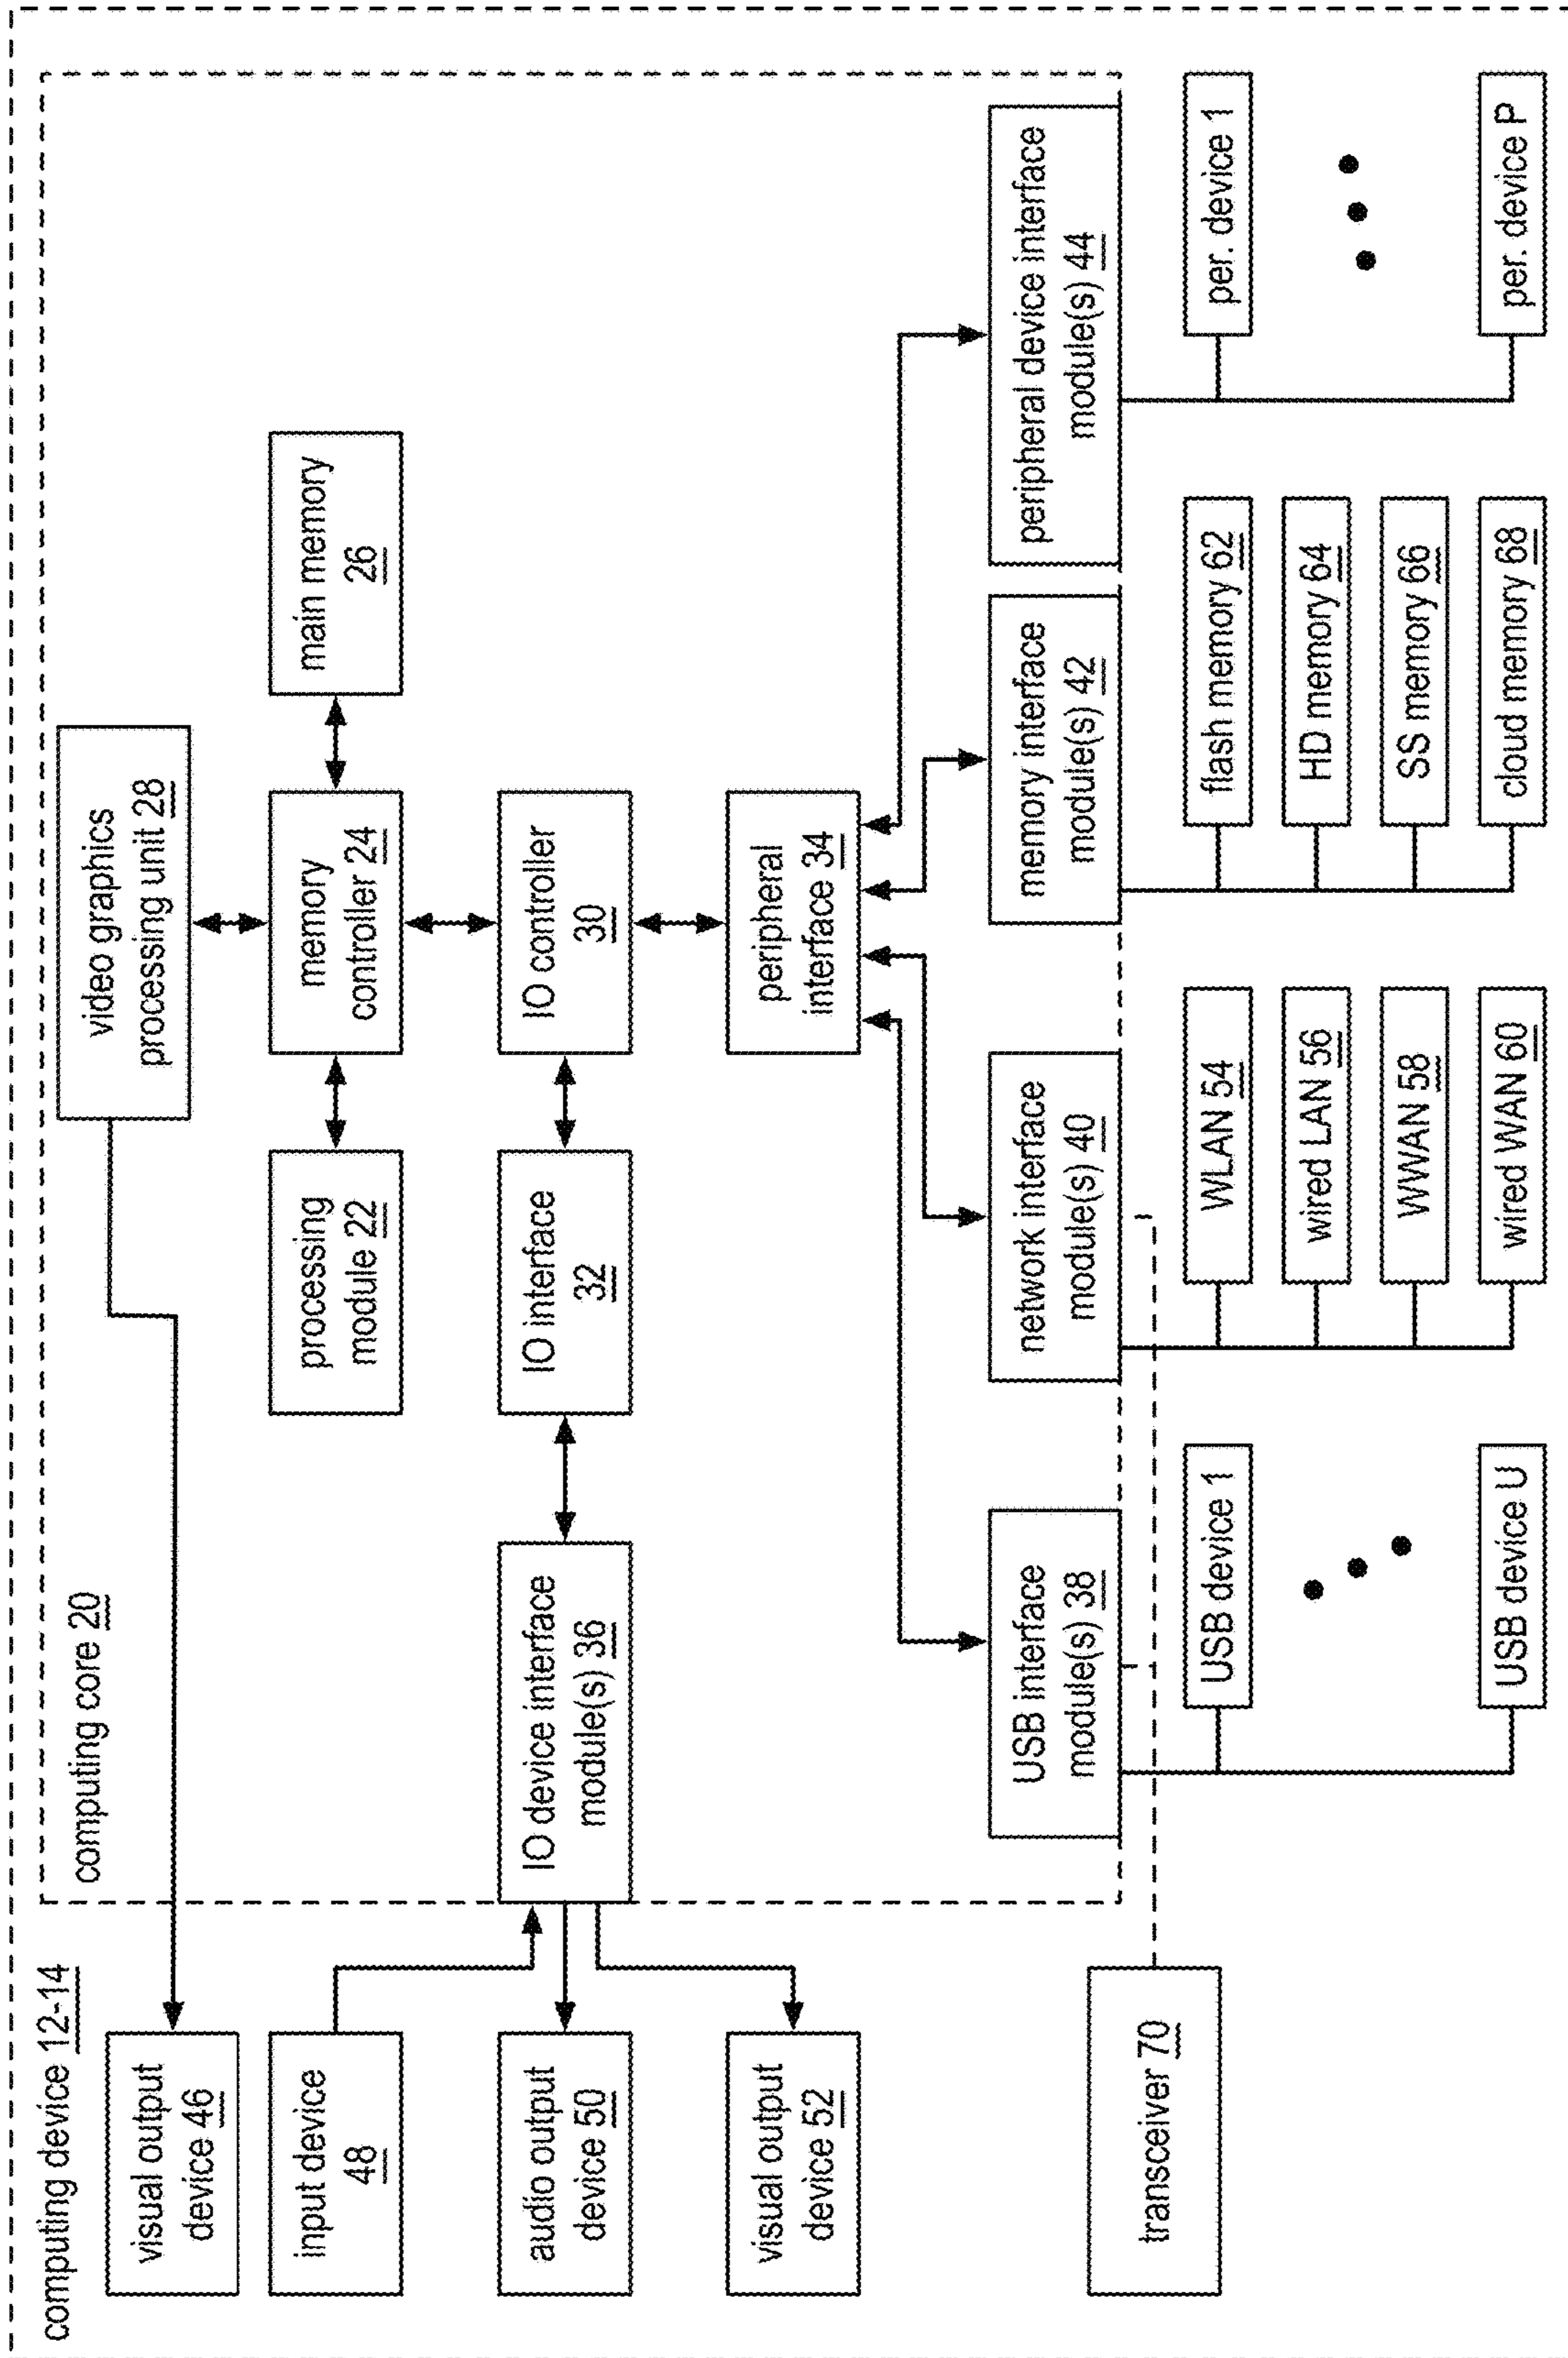 computing device 12-14
computing core 20
video graphics
processing unit 28
visual output
device 46
input device
48
processing
module 22
memory
controller 24
main memory
26
audio output
device 50
IO device interface
module(s) 36
IO interface
32
IO controller
30
visual output
device 52
peripheral
interface 34
USB interface
module(s) 38
network interface
module(s) 40
memory interface
module(s) 42
peripheral device interface
module(s) 44
transceiver 70
USB device 1
USB device U
WLAN 54
wired LAN 56
WWAN 58
wired WAN 60
flash memory 62
HD memory 64
SS memory 66
cloud memory 68
per. device 1
per. device P